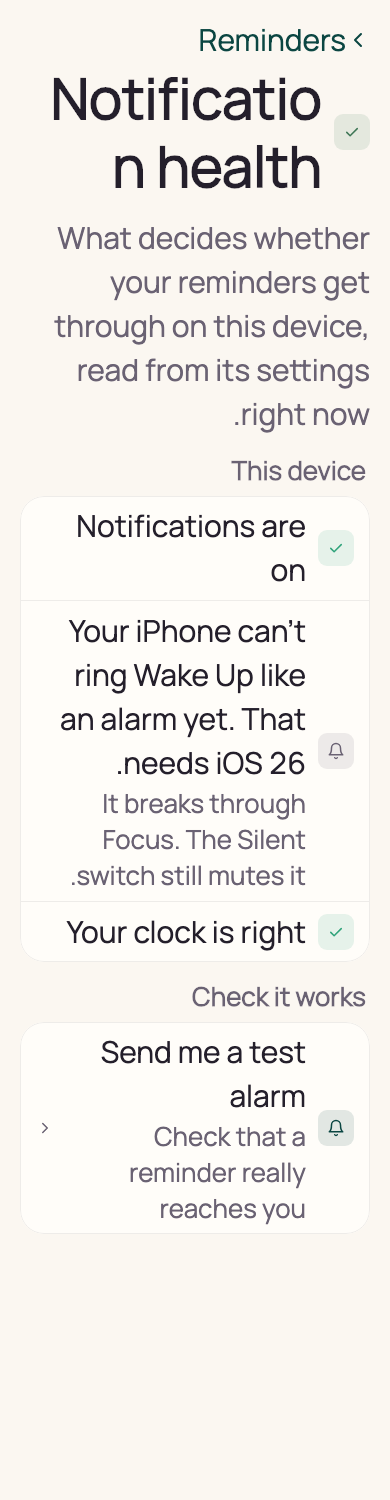 Reminders
Notificatio
n health
What decides whether
your reminders get
through on this device,
read from its settings
.right now
This device
Notifications are
on
Your iPhone can't
ring Wake Up like
an alarm yet. That
.needs iOS 26
It breaks through
Focus. The Silent
.switch still mutes it
Your clock is right
Check it works
Send me a test
alarm
Check that a
reminder really
reaches you